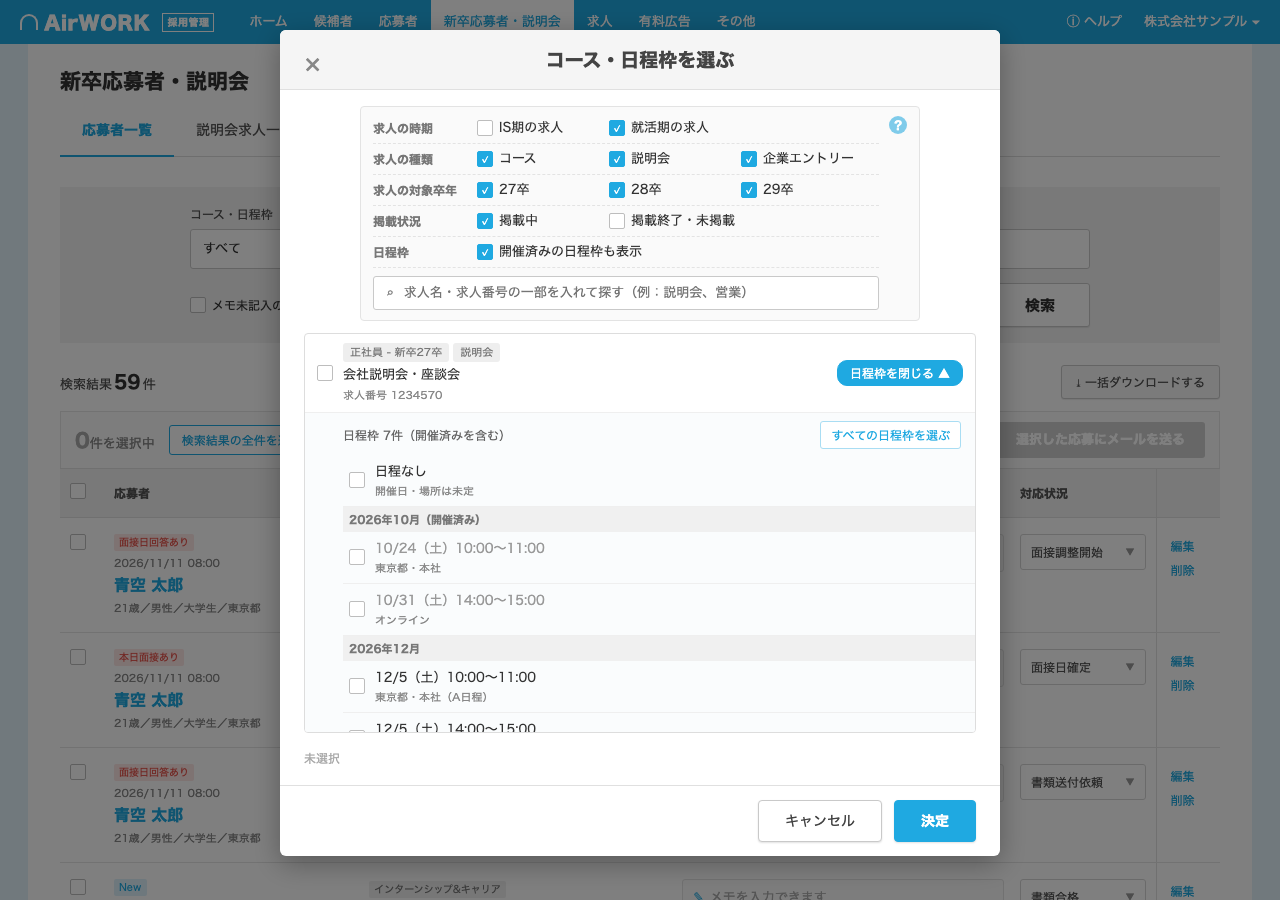 AirWORK 採用管理 ホーム 候補者 応募者 新卒応募者・説明会 求人 有料広告 その他 ヘルプ 株式会社サンプル
新卒応募者・説明会
応募者一覧 説明会求人一
コース・日程枠
すべて
メモ未記入の
検索
検索結果59件
↓一括ダウンロードする
0件を選択中 検索結果の全件を
選択した応募にメールを送る
応募者 対応状況
面接日回答あり
2026/11/11 08:00
青空 太郎
21歳／男性／大学生／東京都
面接調整開始 ▼ 編集
削除
本日面接あり
2026/11/11 08:00
青空 太郎
21歳／男性／大学生／東京都
面接日確定 ▼ 編集
削除
面接日回答あり
2026/11/11 08:00
青空 太郎
21歳／男性／大学生／東京都
書類送付依頼 ▼ 編集
削除
New インターンシップ&キャリア メモを入力できます 書類合格 ▼ 編集
× コース・日程枠を選ぶ
求人の時期 IS期の求人 就活期の求人 ?
求人の種類 コース 説明会 企業エントリー
求人の対象卒年 27卒 28卒 29卒
掲載状況 掲載中 掲載終了・未掲載
日程枠 開催済みの日程枠も表示
求人名・求人番号の一部を入れて探す（例：説明会、営業）
正社員 - 新卒27卒 説明会
会社説明会・座談会
求人番号 1234570
日程枠を閉じる ▲
日程枠 7件（開催済みを含む） すべての日程枠を選ぶ
日程なし
開催日・場所は未定
2026年10月（開催済み）
10/24（土）10:00〜11:00
東京都・本社
10/31（土）14:00〜15:00
オンライン
2026年12月
12/5（土）10:00〜11:00
東京都・本社（A日程）
12/5（土）14:00〜15:00
未選択
キャンセル 決定